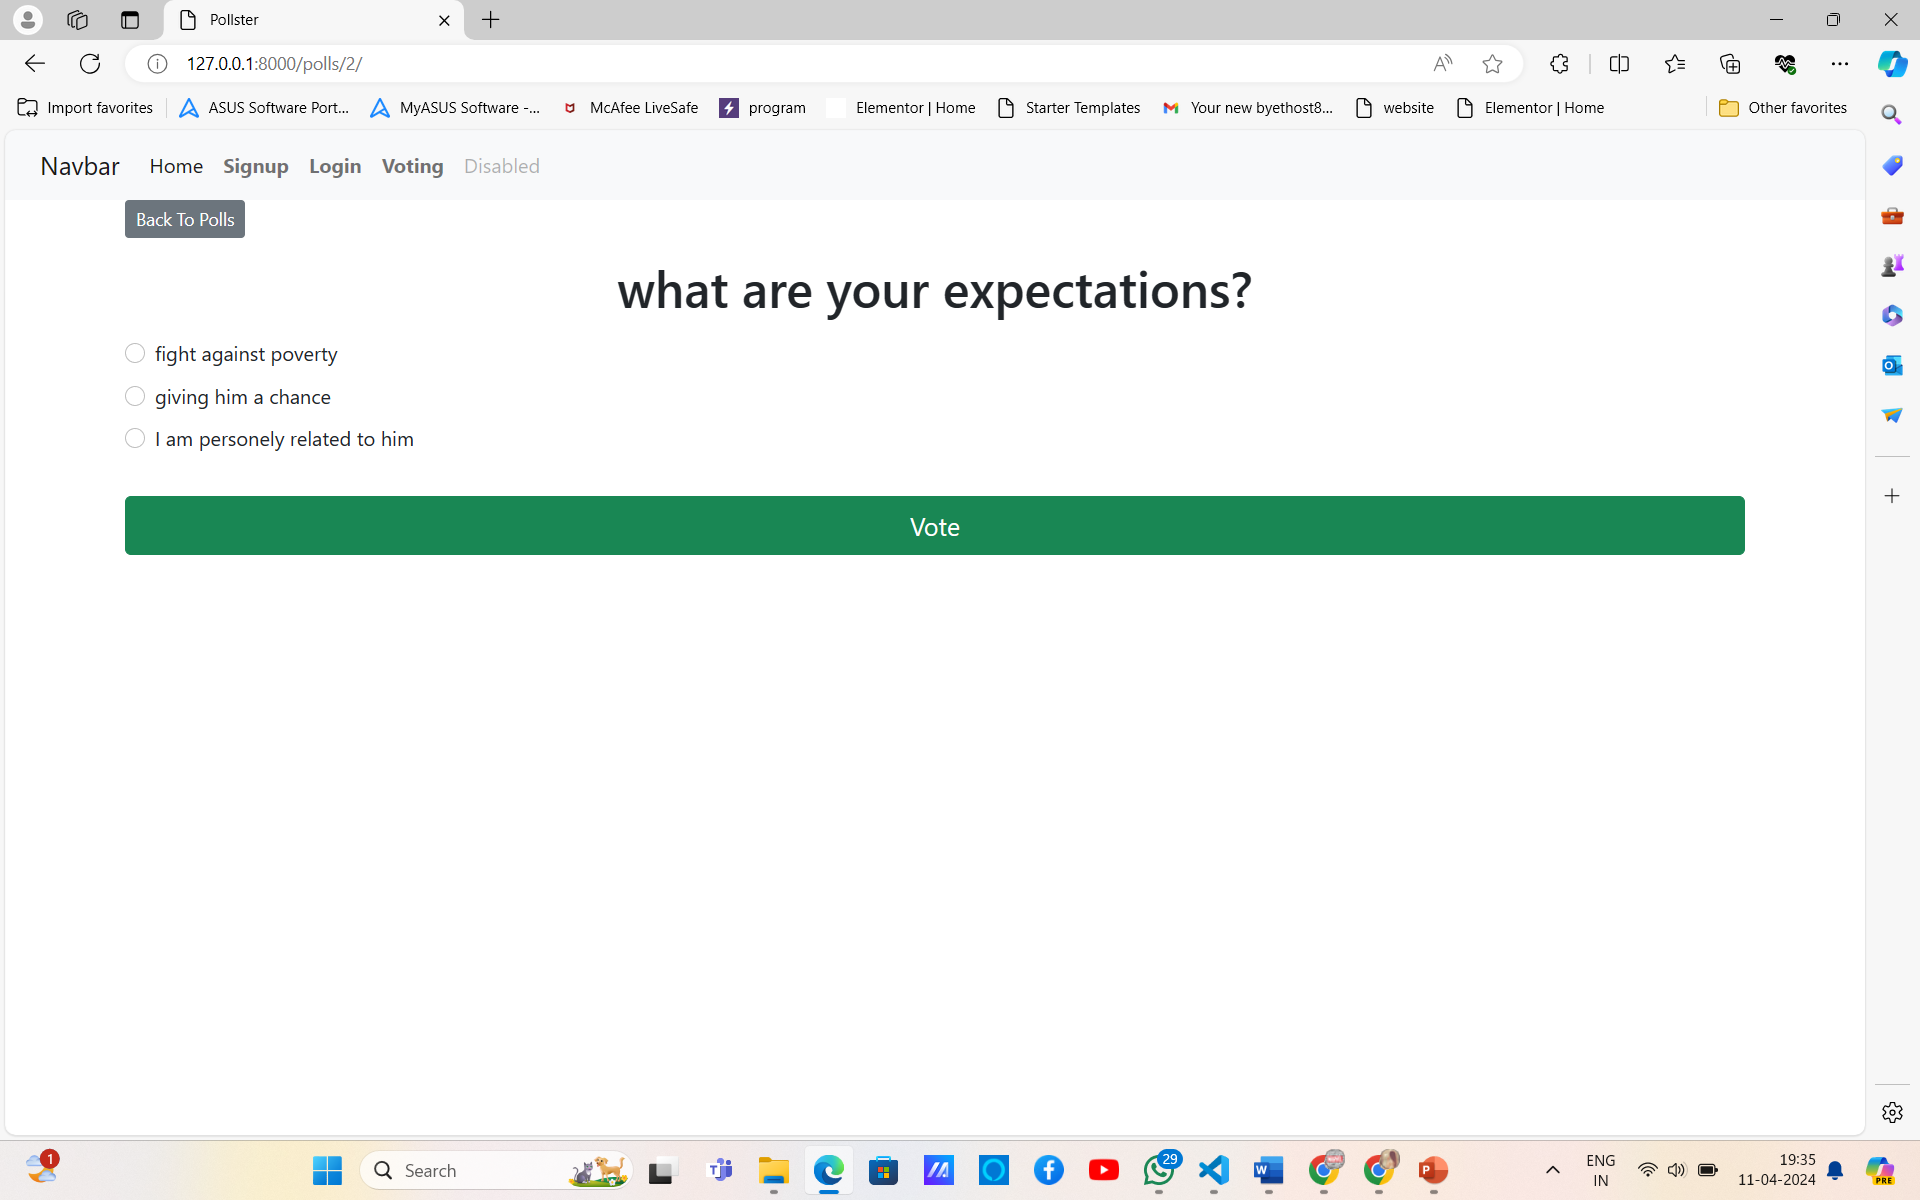 Pollster
127.0.0.1:8000/polls/2/
Import favorites ASUS Software Port... MyASUS Software -... McAfee LiveSafe program Elementor | Home Starter Templates Your new byethost8... website Elementor | Home Other favorites
Navbar Home Signup Login Voting Disabled
Back To Polls
what are your expectations?
fight against poverty
giving him a chance
I am personely related to him
Vote
1 Search 29 ENG 19:35
IN 11-04-2024 PRE